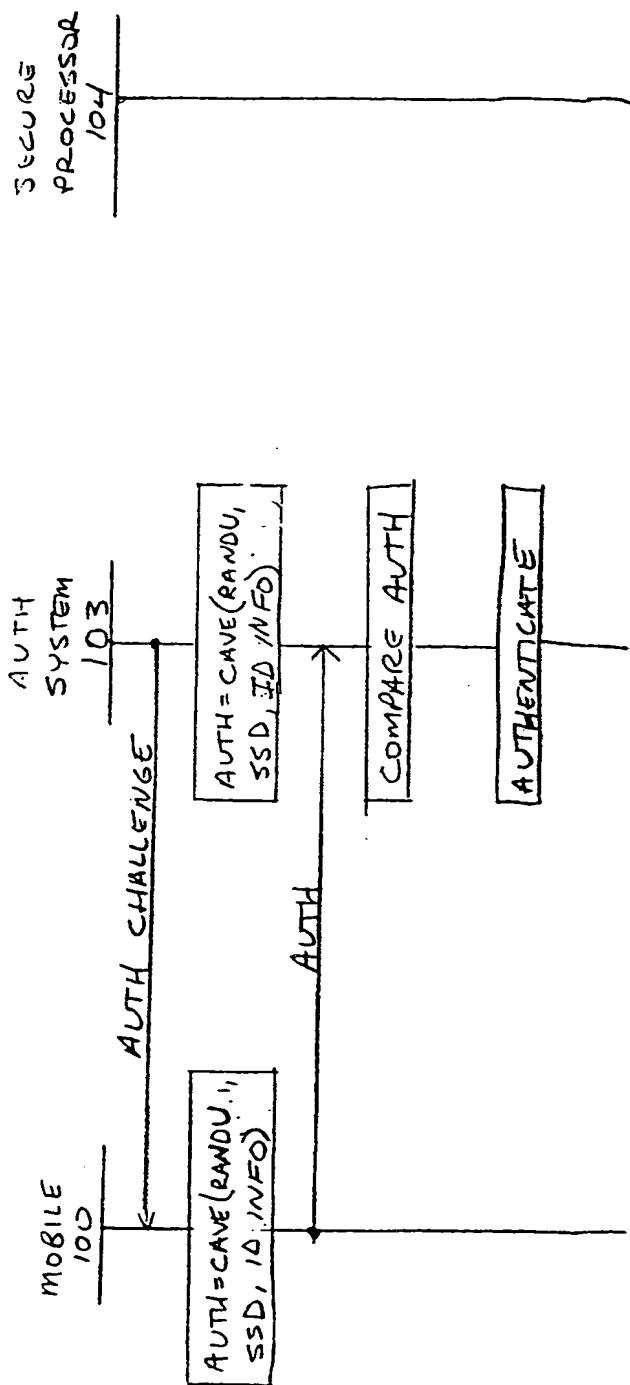 MOBILE
100
AUTH
SYSTEM
103
SECURE
PROCESSOR
104
AUTH CHALLENGE
AUTH=CAVE(RANDU,
SSD, ID INFO)
AUTH=CAVE(RANDU,
SSD, ID INFO)
AUTH
COMPARE AUTH
AUTHENTICATE